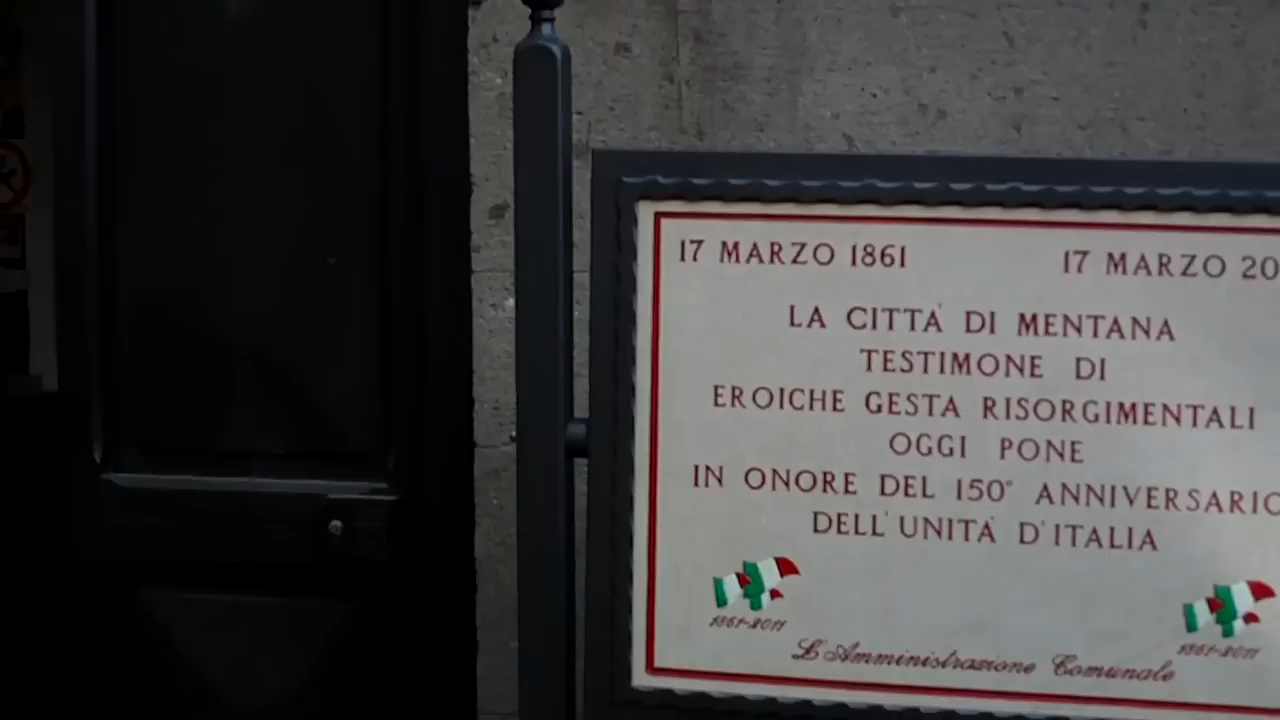 17 MARZO 1861 17 MARZO 20
LA CITTÀ DI MENTANA
TESTIMONE DI
EROICHE GESTA RISORGIMENTALI
OGGI PONE
IN ONORE DEL 150° ANNIVERSARIO
DELL'UNITÀ D'ITALIA
1861-2011 1861-2011
L'Amministrazione Comunale